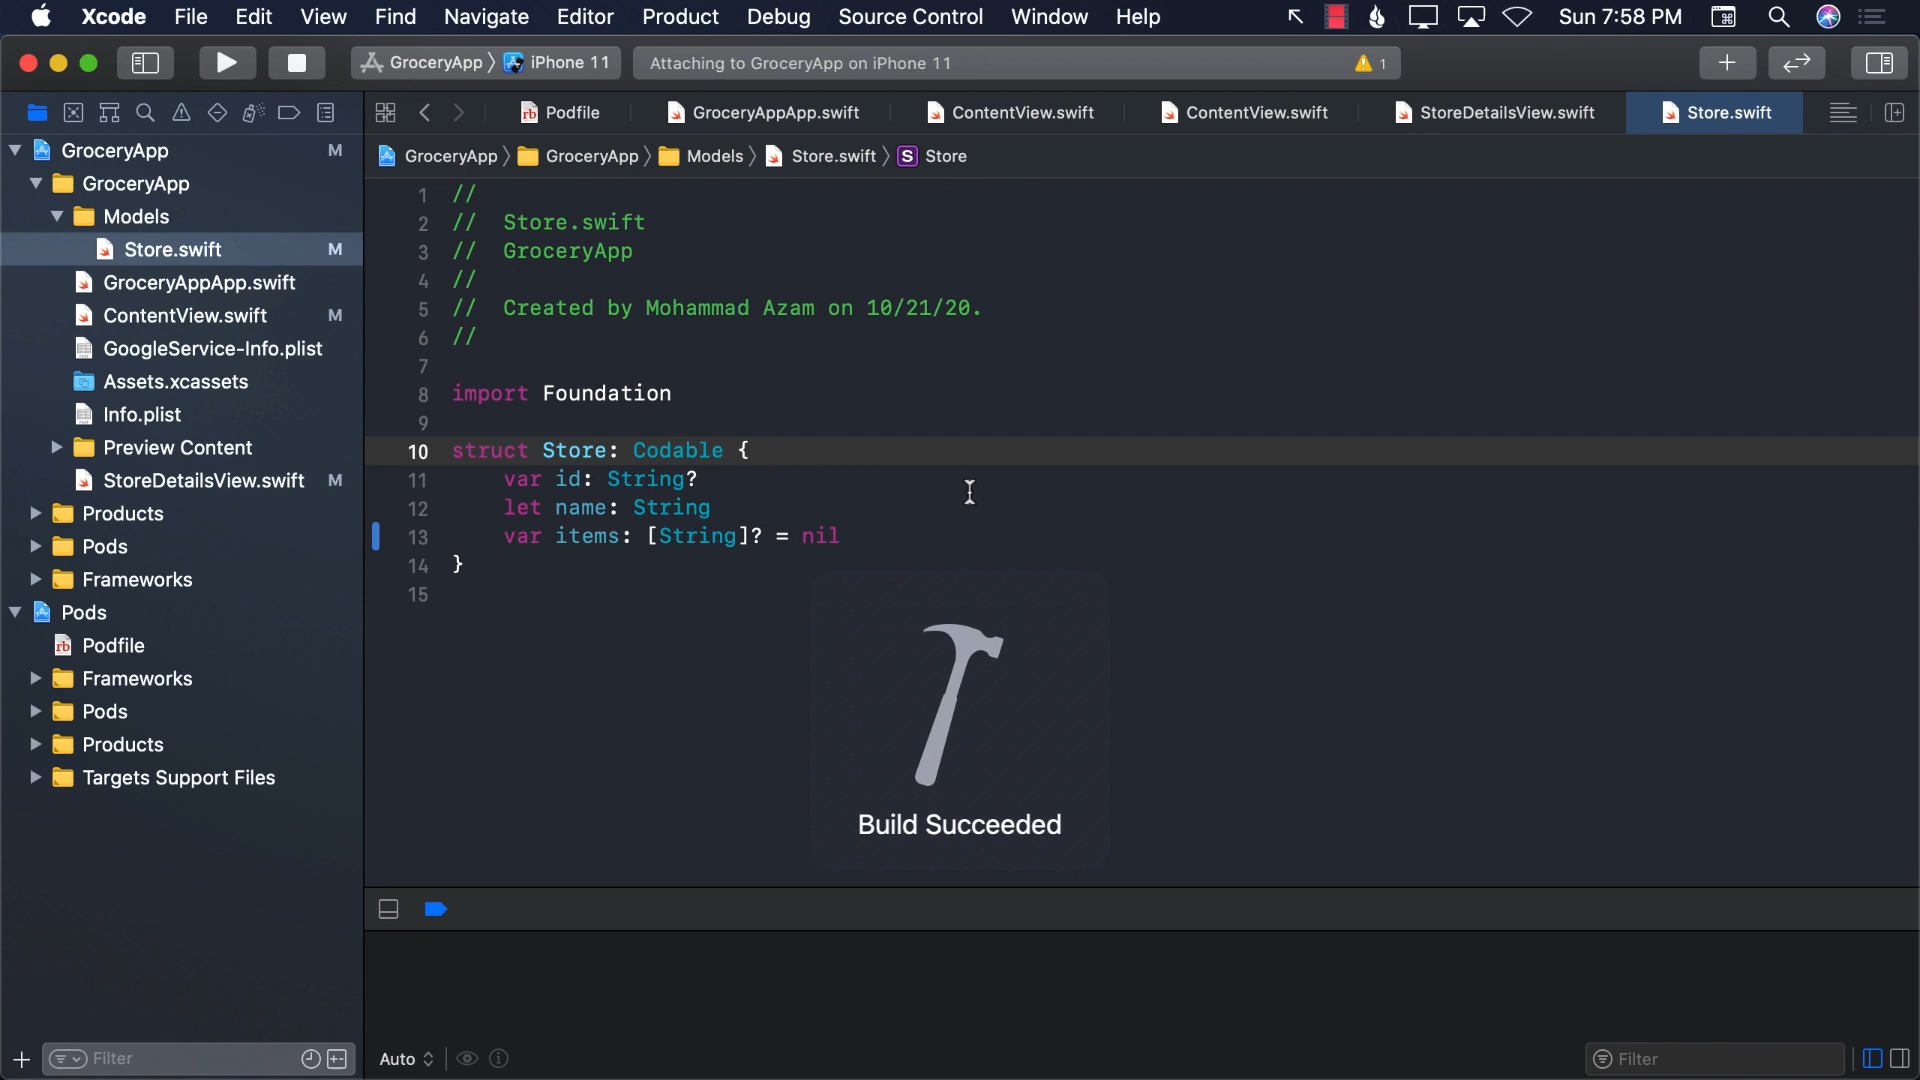 Xcode File Edit View Find Navigate Editor Product Debug Source Control Window Help Sun 7:58 PM
GroceryApp iPhone 11 Attaching to GroceryApp on iPhone 11 1
Podfile GroceryAppApp.swift ContentView.swift ContentView.swift StoreDetailsView.swift Store.swift
GroceryApp GroceryApp Models Store.swift S Store
GroceryApp M
GroceryApp
Models
Store.swift M
GroceryAppApp.swift
ContentView.swift M
GoogleService-Info.plist
Assets.xcassets
Info.plist
Preview Content
StoreDetailsView.swift M
Products
Pods
Frameworks
Pods
rb Podfile
Frameworks
Pods
Products
Targets Support Files
Filter
1 //
2 //  Store.swift
3 //  GroceryApp
4 //
5 //  Created by Mohammad Azam on 10/21/20.
6 //
7
8 import Foundation
9
10 struct Store: Codable {
11     var id: String?
12     let name: String
13     var items: [String]? = nil
14 }
15
Build Succeeded
Auto Filter